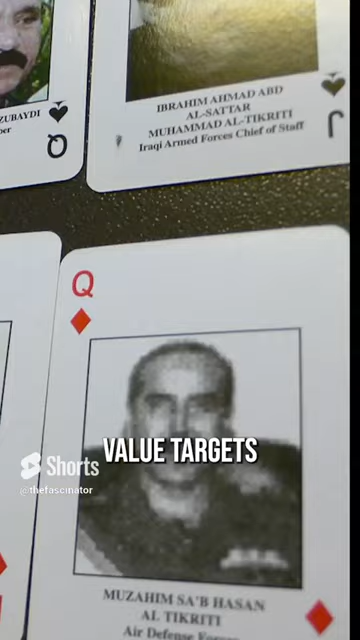 ZUBAYDI
Q
IBRAHIM AHMAD ABD
AL-SATTAR
MUHAMMAD AL-TIKRITI
Iraqi Armed Forces Chief of Staff
J
Q
VALUE TARGETS
Shorts
@thefascinator
MUZAHIM SA'B HASAN
AL TIKRITI
Air Defense